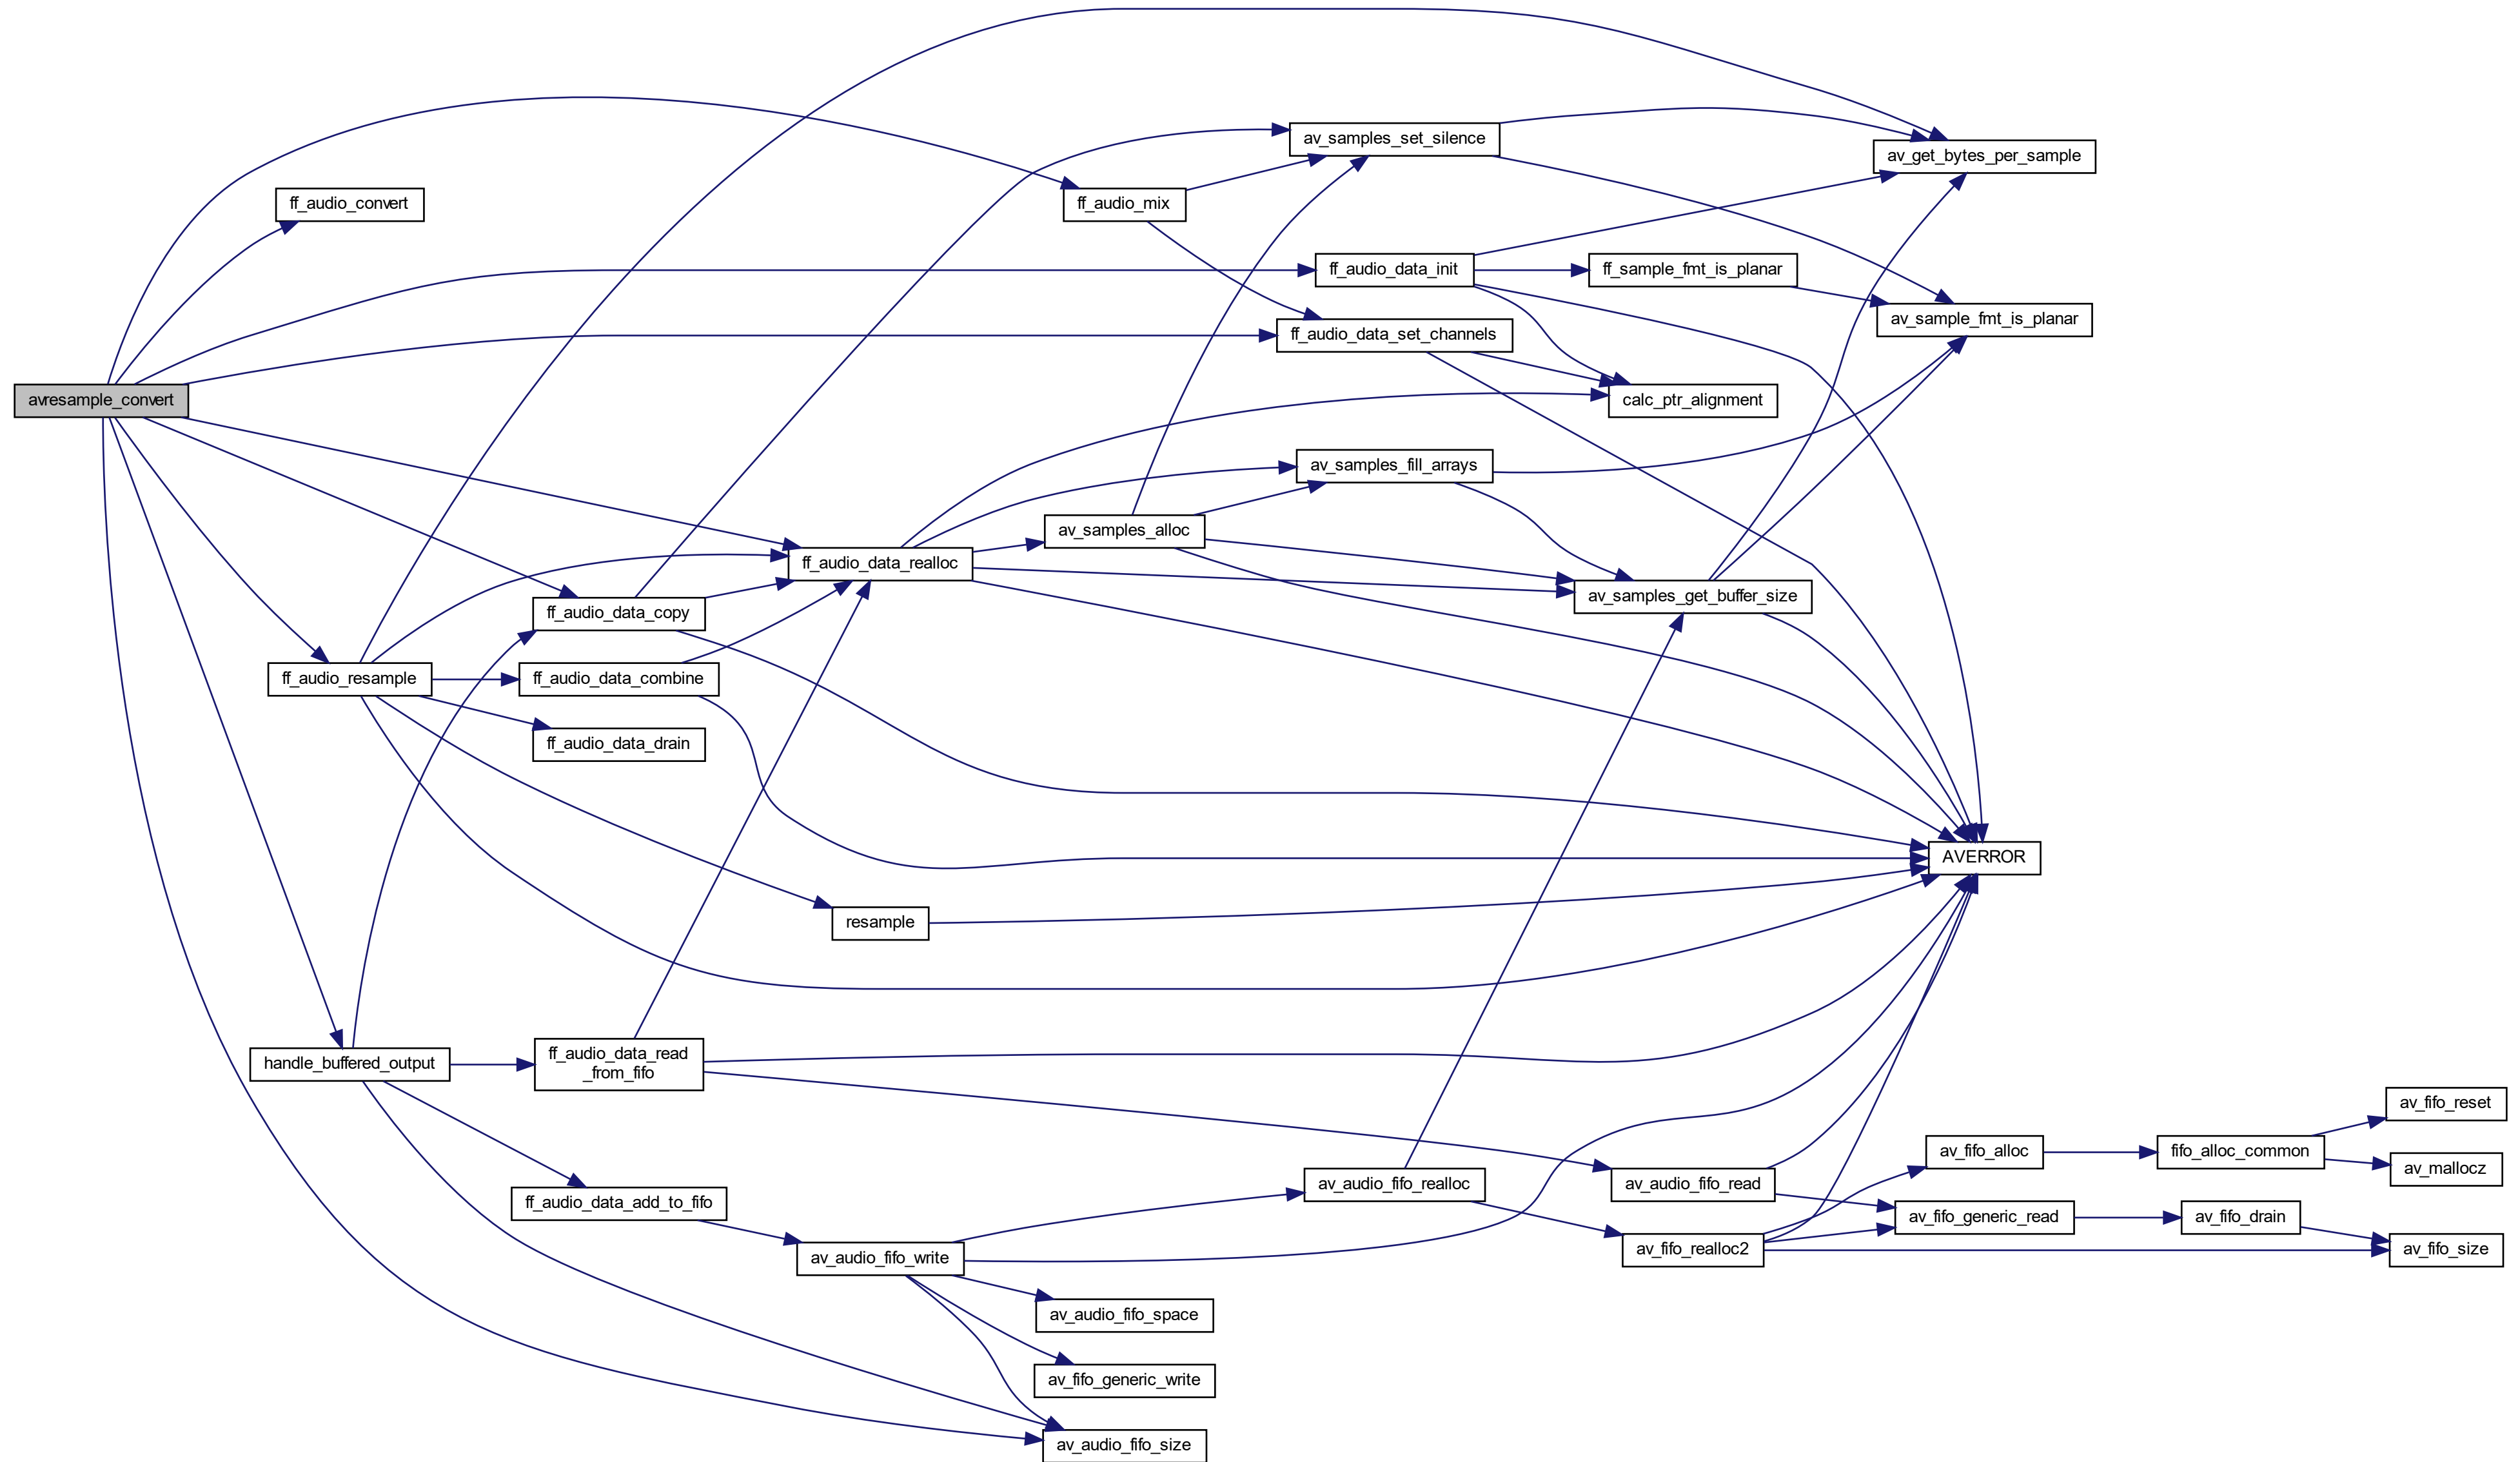 av_samples_set_silence
av_get_bytes_per_sample
ff_audio_convert
ff_audio_mix
ff_audio_data_init
ff_sample_fmt_is_planar
av_sample_fmt_is_planar
ff_audio_data_set_channels
avresample_convert
calc_ptr_alignment
av_samples_fill_arrays
av_samples_alloc
ff_audio_data_realloc
av_samples_get_buffer_size
ff_audio_data_copy
ff_audio_resample
ff_audio_data_combine
ff_audio_data_drain
AVERROR
resample
handle_buffered_output
ff_audio_data_read
_from_fifo
av_fifo_reset
av_fifo_alloc
fifo_alloc_common
av_mallocz
av_audio_fifo_realloc
av_audio_fifo_read
ff_audio_data_add_to_fifo
av_fifo_generic_read
av_fifo_drain
av_audio_fifo_write
av_fifo_realloc2
av_fifo_size
av_audio_fifo_space
av_fifo_generic_write
av_audio_fifo_size